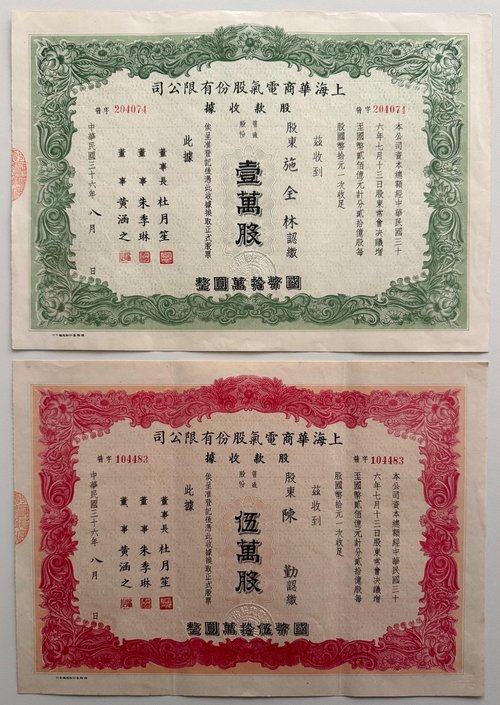 上海華商電氣股份有限公司
股款收據
字 204074
字 204074
本公司資本總額經中華民國三十
六年七月十三日股東常會決議增
至國幣貳佰億元計分貳拾億股每
股國幣拾元一次收足
茲收到
股東 施全林 認繳
普通股份 壹萬股
俟呈准登記後憑此收據換取正式股票
此據
董事長 杜月笙
董事 朱季琳
董事 黃涵之
中華民國三十六年八月 日
國幣拾萬圓整
上海華商電氣股份有限公司
股款收據
字 104483
字 104483
本公司資本總額經中華民國三十
六年七月十三日股東常會決議增
至國幣貳佰億元計分貳拾億股每
股國幣拾元一次收足
茲收到
股東 陳勤 認繳
普通股份 伍萬股
俟呈准登記後憑此收據換取正式股票
此據
董事長 杜月笙
董事 朱季琳
董事 黃涵之
中華民國三十六年八月 日
國幣伍拾萬圓整